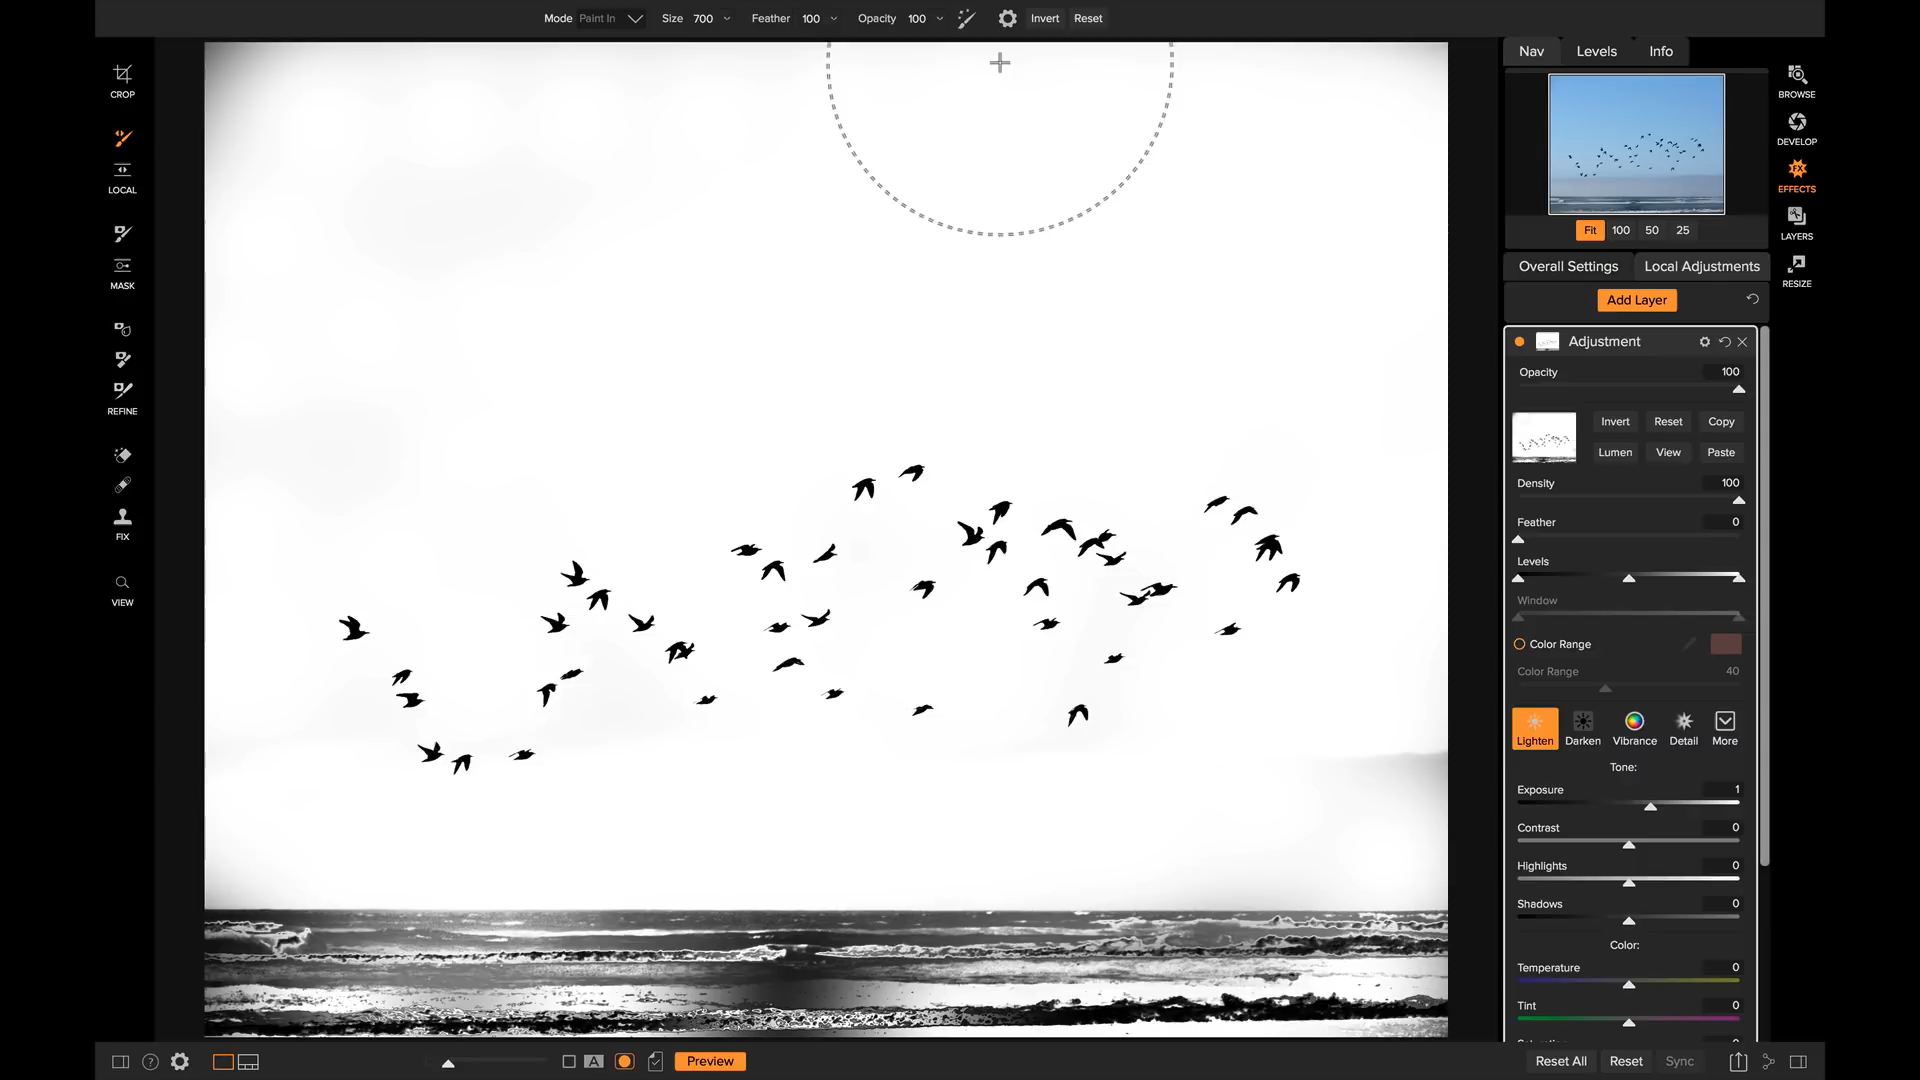 Mode Paint In Size 700 Feather 100 Opacity 100 Invert Reset
CROP
LOCAL
MASK
REFINE
FIX
VIEW
Nav Levels Info
Fit 100 50 25
BROWSE
DEVELOP
FX
EFFECTS
LAYERS
RESIZE
Overall Settings Local Adjustments
Add Layer
Adjustment
Opacity 100
Invert Reset Copy
Lumen View Paste
Density 100
Feather 0
Levels
Window
Color Range
Color Range 40
Lighten Darken Vibrance Detail More
Tone:
Exposure 1
Contrast 0
Highlights 0
Shadows 0
Color:
Temperature 0
Tint 0
? A Preview Reset All Reset Sync